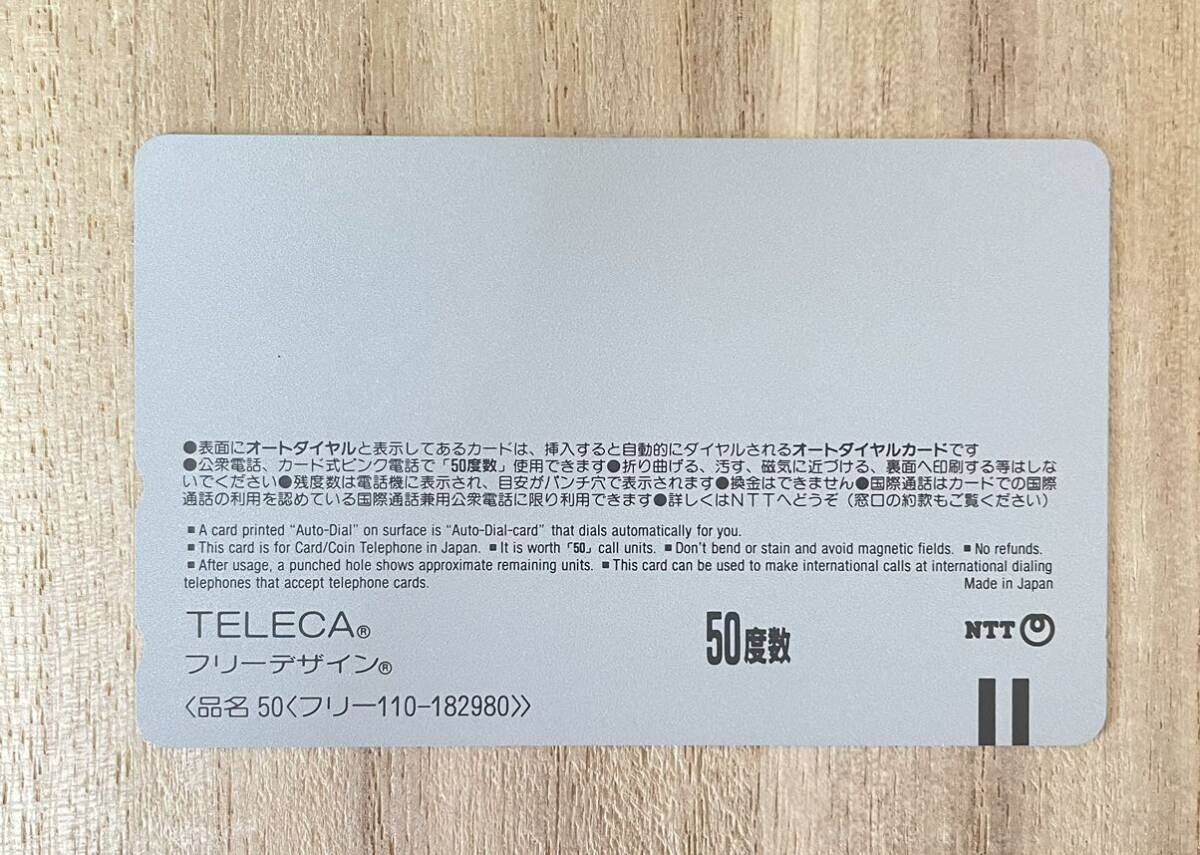 ●表面にオートダイヤルと表示してあるカードは、挿入すると自動的にダイヤルされるオートダイヤルカードです
●公衆電話、カード式ピンク電話で「50度数」使用できます●折り曲げる、汚す、磁気に近づける、裏面へ印刷する等はしな
いでください●残度数は電話機に表示され、目安がパンチ穴で表示されます●換金はできません●国際通話はカードでの国際
通話の利用を認めている国際通話兼用公衆電話に限り利用できます●詳しくはNTTへどうぞ（窓口の約款もご覧ください）
■A card printed “Auto-Dial” on surface is “Auto-Dial-card” that dials automatically for you.
■This card is for Card/Coin Telephone in Japan. ■It is worth「50」call units. ■Don't bend or stain and avoid magnetic fields. ■No refunds.
■After usage, a punched hole shows approximate remaining units. ■This card can be used to make international calls at international dialing
telephones that accept telephone cards. Made in Japan
TELECA®
フリーデザイン®
50度数
NTT
〈品名 50〈フリー110-182980〉〉